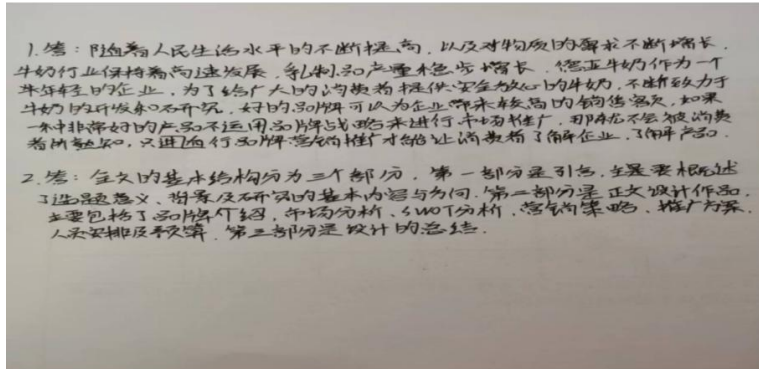 1.答：随着人民生活水平的不断提高，以及对物质的需求不断增长，
牛奶行业保持着高速发展，乳制品产量稳步增长，信正牛奶作为一个
年轻的企业，为了给广大的消费者提供安全放心的牛奶，不断致力于
牛奶的开发和研究，好的品牌可以为企业带来较高的销售额，如果
一种非常好的产品不运用品牌战略来进行市场推广，那就不会被消费
者所熟知，只进行品牌营销推广才能让消费者了解企业，了解产品。
2.答：全文的基本结构分为三个部分，第一部分是引言，主要是概述
了选题意义、背景及研究的基本内容与方向。第二部分是正文设计作品，
主要包括了品牌介绍，市场分析、SWOT分析，营销策略、推广方案，
人员安排及预算，第三部分是设计的总结.